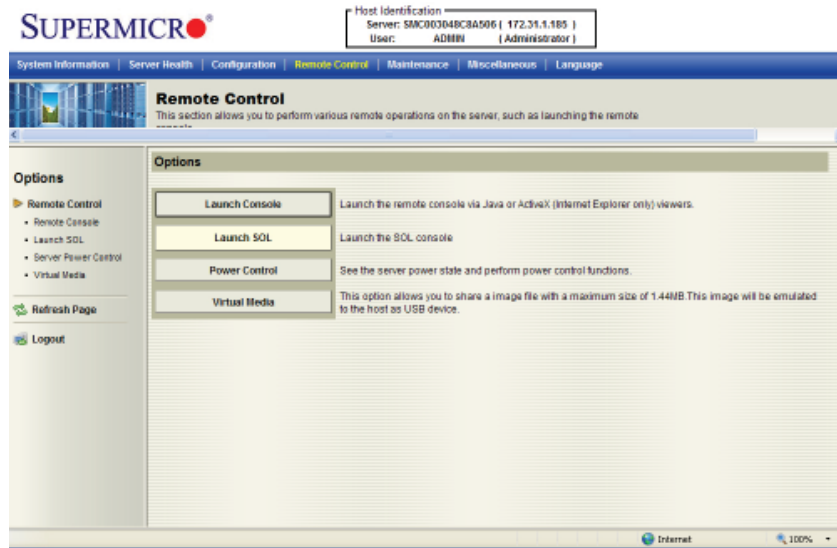 SUPERMICRO®
Host Identification
Server: SMC003048C8A506 ( 172.31.1.185 )
User: ADMIN ( Administrator )
System Information | Server Health | Configuration | Remote Control | Maintenance | Miscellaneous | Language
Remote Control
This section allows you to perform various remote operations on the server, such as launching the remote
Options
Remote Control
Remote Console
Launch SOL
Server Power Control
Virtual Media
Refresh Page
Logout
Options
Launch Console
Launch the remote console via Java or ActiveX (Internet Explorer only) viewers.
Launch SOL
Launch the SOL console
Power Control
See the server power state and perform power control functions.
Virtual Media
This option allows you to share a image file with a maximum size of 1.44MB.This image will be emulated
to the host as USB device.
Internet
100%